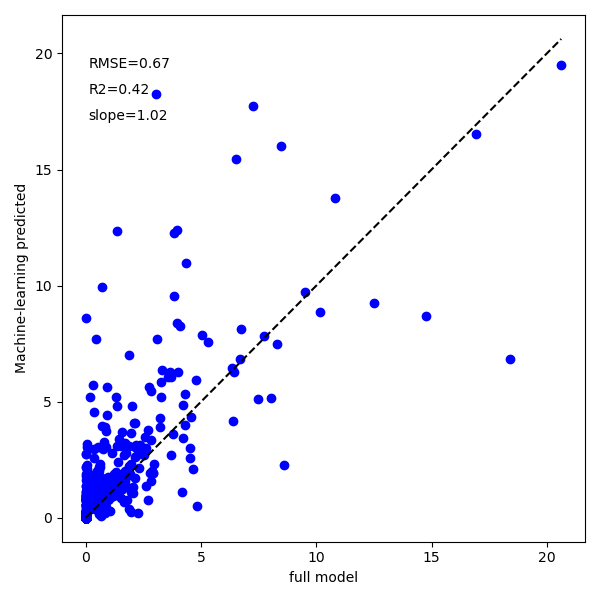 20
15
10
5
0
Machine-learning predicted
RMSE=0.67
R2=0.42
slope=1.02
0 5 10 15 20
full model